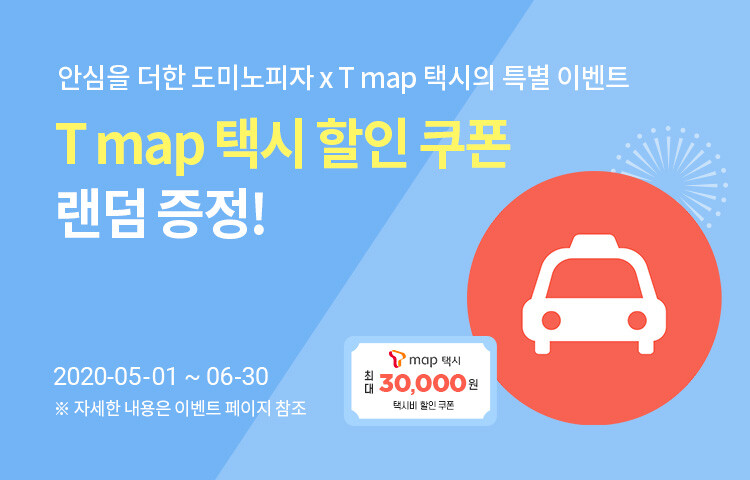 안심을 더한 도미노피자 x T map 택시의 특별 이벤트
T map 택시 할인 쿠폰
랜덤 증정!
2020-05-01 ~ 06-30
※ 자세한 내용은 이벤트 페이지 참조
T map 택시
최대 30,000원
택시비 할인 쿠폰